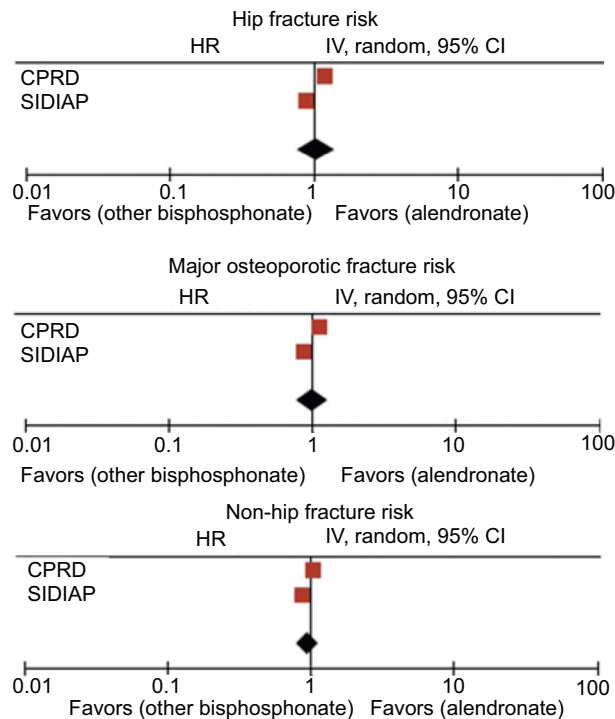 Hip fracture risk
HR IV, random, 95% CI
CPRD
SIDIAP
0.01 0.1 1 10 100
Favors (other bisphosphonate) Favors (alendronate)
Major osteoporotic fracture risk
HR IV, random, 95% CI
CPRD
SIDIAP
0.01 0.1 1 10 100
Favors (other bisphosphonate) Favors (alendronate)
Non-hip fracture risk
HR IV, random, 95% CI
CPRD
SIDIAP
0.01 0.1 1 10 100
Favors (other bisphosphonate) Favors (alendronate)